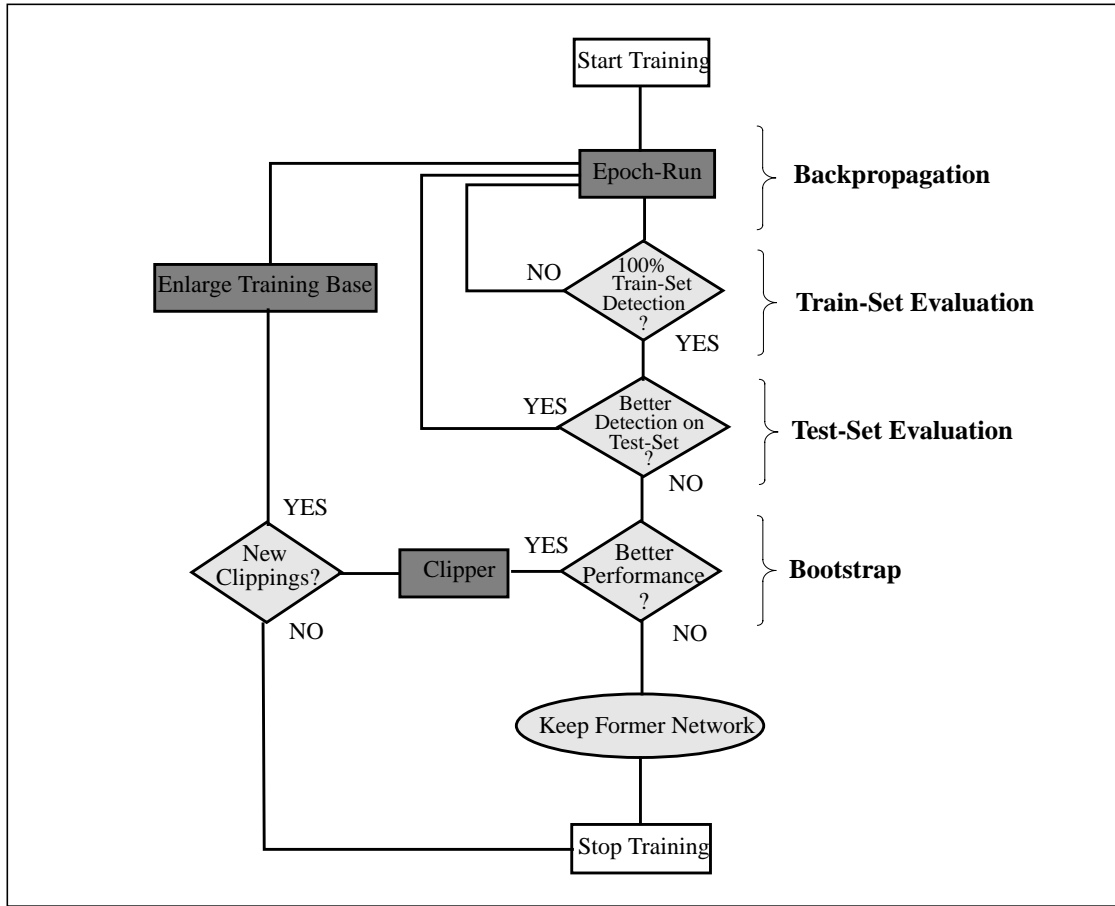 Start Training
Epoch-Run
Backpropagation
NO
100%
Train-Set
Detection
?
YES
Train-Set Evaluation
Enlarge Training Base
YES
Better
Detection on
Test-Set
?
NO
Test-Set Evaluation
YES
New
Clippings?
NO
Clipper
YES
Better
Performance
?
NO
Bootstrap
Keep Former Network
Stop Training